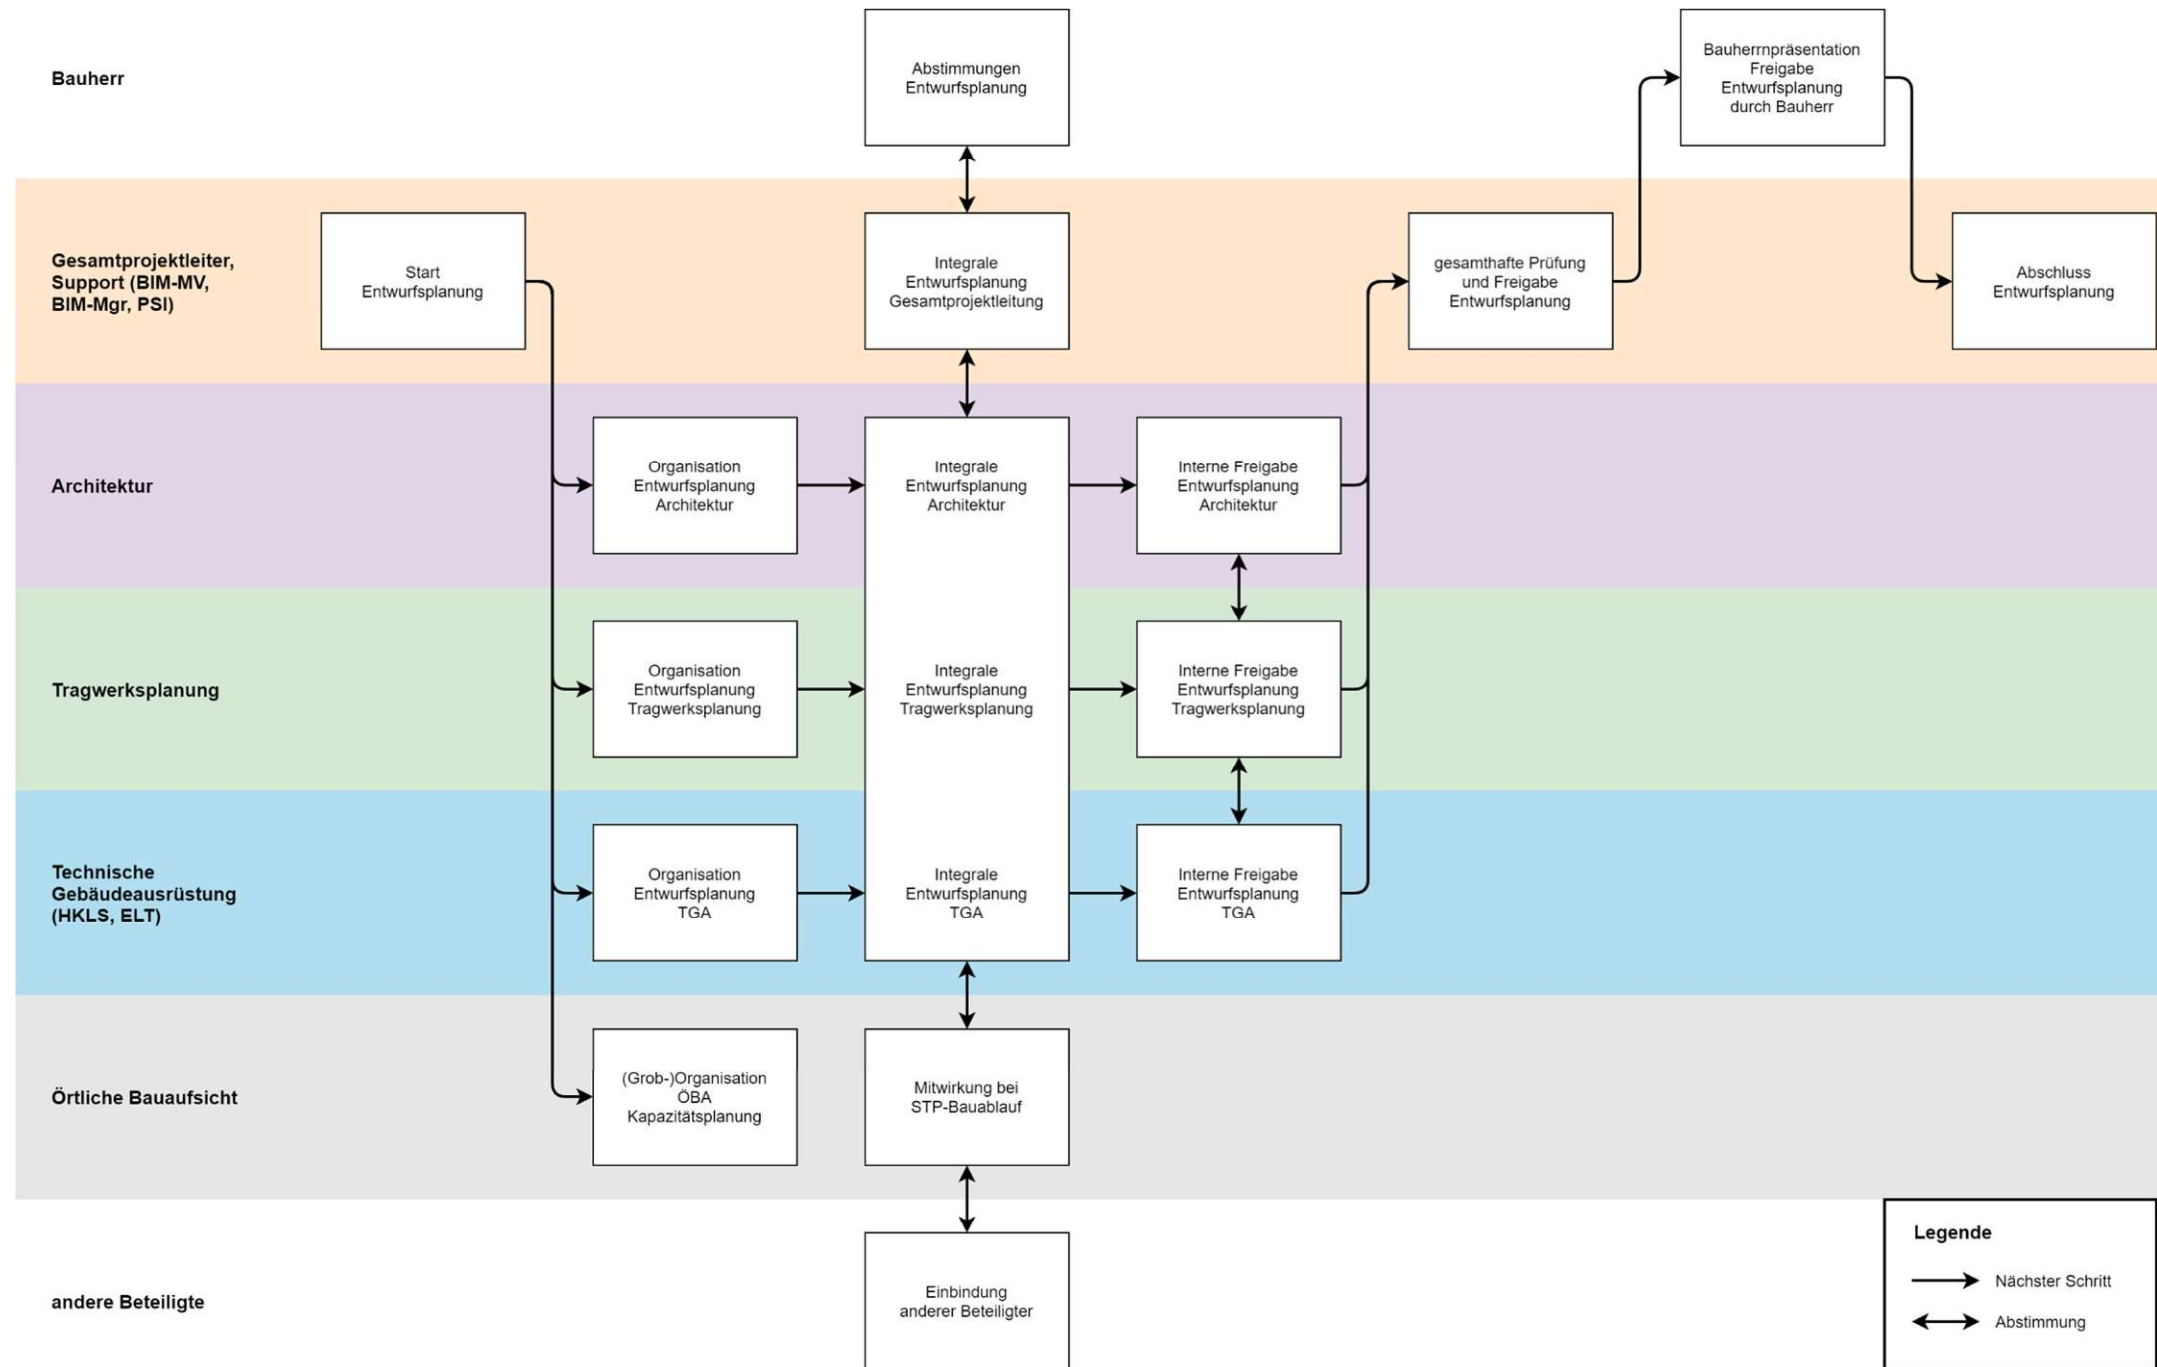 Bauherr
Abstimmungen
Entwurfsplanung
Bauherrnpräsentation
Freigabe
Entwurfsplanung
durch Bauherr
Gesamtprojektleiter,
Support (BIM-MV,
BIM-Mgr, PSI)
Start
Entwurfsplanung
Integrale
Entwurfsplanung
Gesamtprojektleitung
gesamthafte Prüfung
und Freigabe
Entwurfsplanung
Abschluss
Entwurfsplanung
Architektur
Organisation
Entwurfsplanung
Architektur
Integrale
Entwurfsplanung
Architektur
Interne Freigabe
Entwurfsplanung
Architektur
Tragwerksplanung
Organisation
Entwurfsplanung
Tragwerksplanung
Integrale
Entwurfsplanung
Tragwerksplanung
Interne Freigabe
Entwurfsplanung
Tragwerksplanung
Technische
Gebäudeausrüstung
(HKLS, ELT)
Organisation
Entwurfsplanung
TGA
Integrale
Entwurfsplanung
TGA
Interne Freigabe
Entwurfsplanung
TGA
Örtliche Bauaufsicht
(Grob-)Organisation
ÖBA
Kapazitätsplanung
Mitwirkung bei
STP-Bauablauf
andere Beteiligte
Einbindung
anderer Beteiligter
Legende
Nächster Schritt
Abstimmung